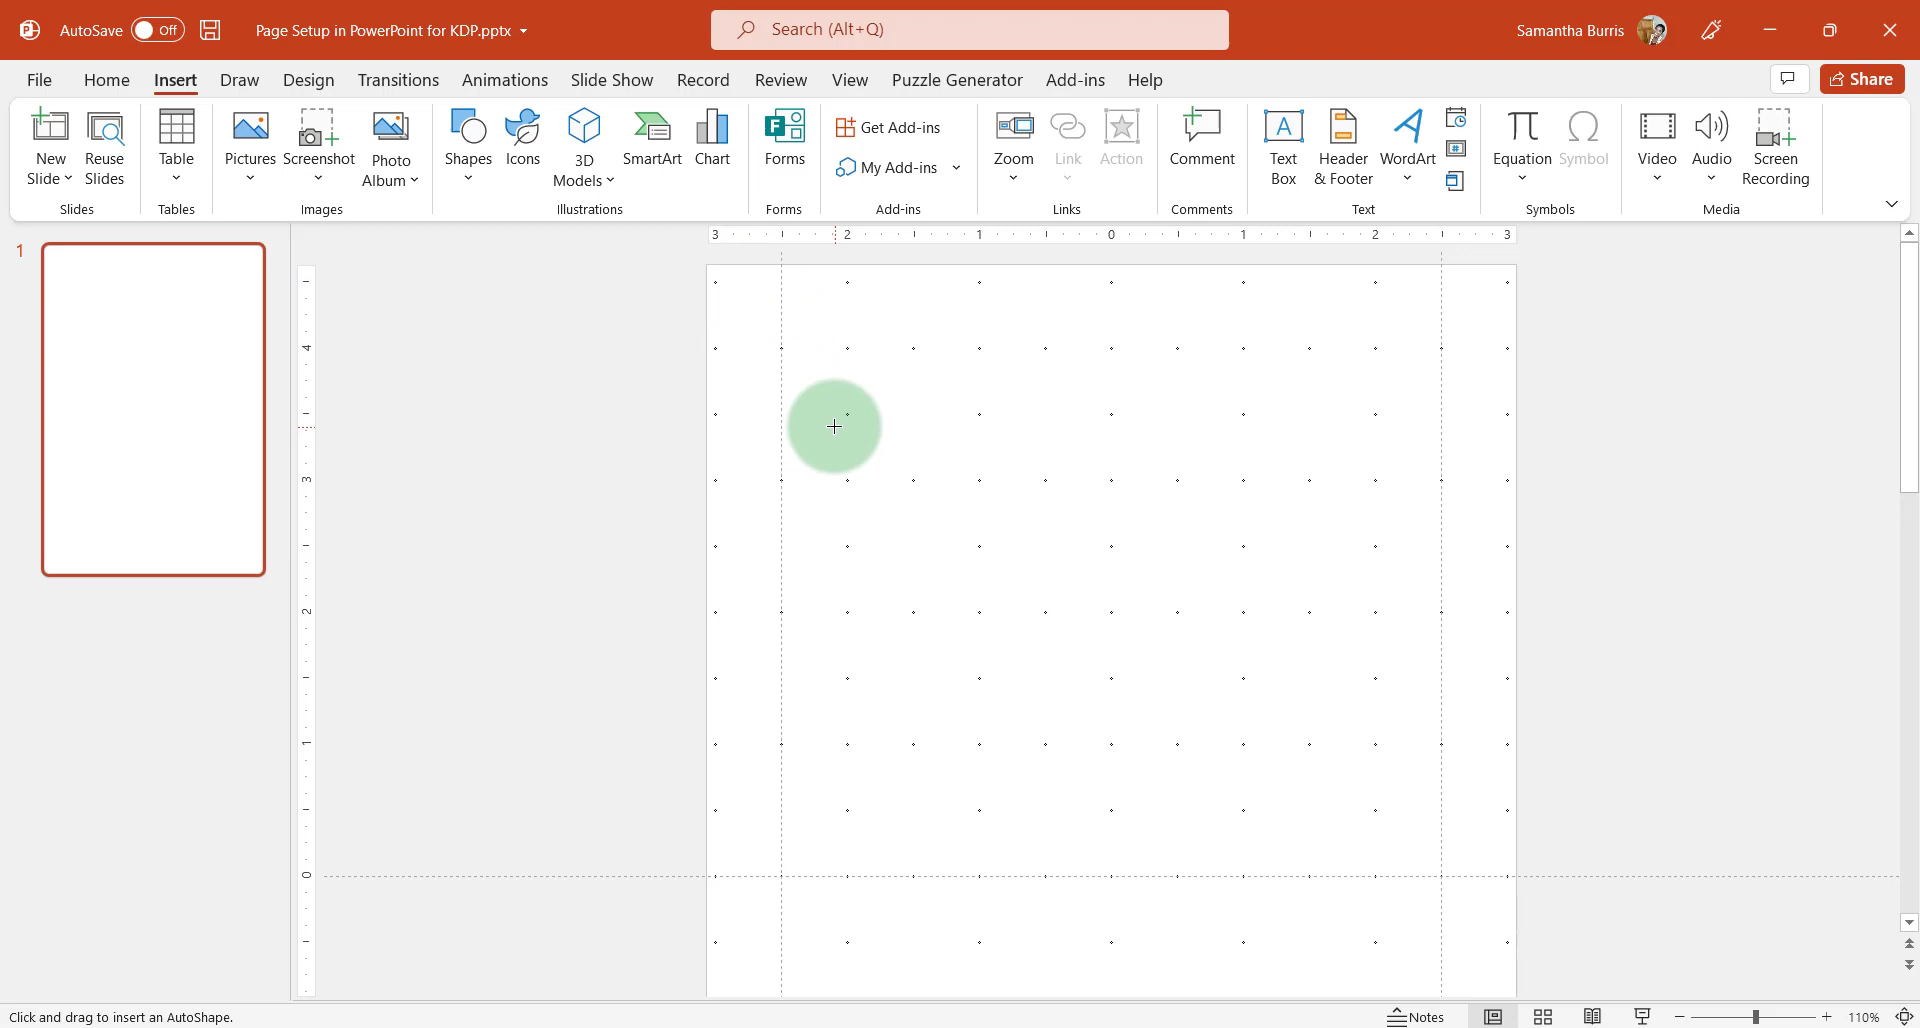 AutoSave Off Page Setup in PowerPoint for KDP.pptx Search (Alt+Q) Samantha Burris
File Home Insert Draw Design Transitions Animations Slide Show Record Review View Puzzle Generator Add-ins Help Share
New Slide Reuse Slides Table Pictures Screenshot Photo Album Shapes Icons 3D Models SmartArt Chart Forms Get Add-ins My Add-ins Zoom Link Action Comment Text Box Header & Footer WordArt Equation Symbol Video Audio Screen Recording
Slides Tables Images Illustrations Forms Add-ins Links Comments Text Symbols Media
1
3 2 1 0 1 2 3
4
3
2
1
0
Click and drag to insert an AutoShape. Notes 110%